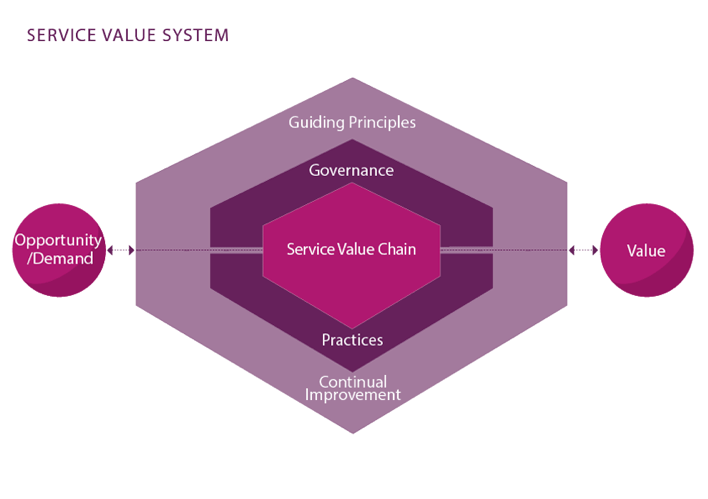 SERVICE VALUE SYSTEM
Guiding Principles
Governance
Opportunity
/Demand
Service Value Chain
Value
Practices
Continual
Improvement